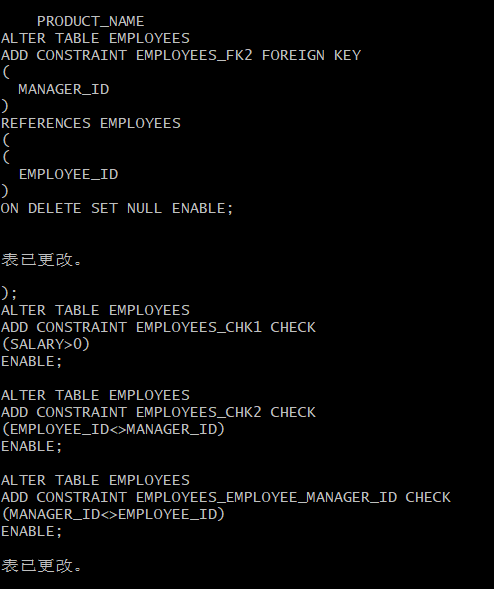 PRODUCT_NAME
ALTER TABLE EMPLOYEES
ADD CONSTRAINT EMPLOYEES_FK2 FOREIGN KEY
(
MANAGER_ID
)
REFERENCES EMPLOYEES
(
(
EMPLOYEE_ID
)
ON DELETE SET NULL ENABLE;
表已更改。
);
ALTER TABLE EMPLOYEES
ADD CONSTRAINT EMPLOYEES_CHK1 CHECK
(SALARY>0)
ENABLE;
ALTER TABLE EMPLOYEES
ADD CONSTRAINT EMPLOYEES_CHK2 CHECK
(EMPLOYEE_ID<>MANAGER_ID)
ENABLE;
ALTER TABLE EMPLOYEES
ADD CONSTRAINT EMPLOYEES_EMPLOYEE_MANAGER_ID CHECK
(MANAGER_ID<>EMPLOYEE_ID)
ENABLE;
表已更改。